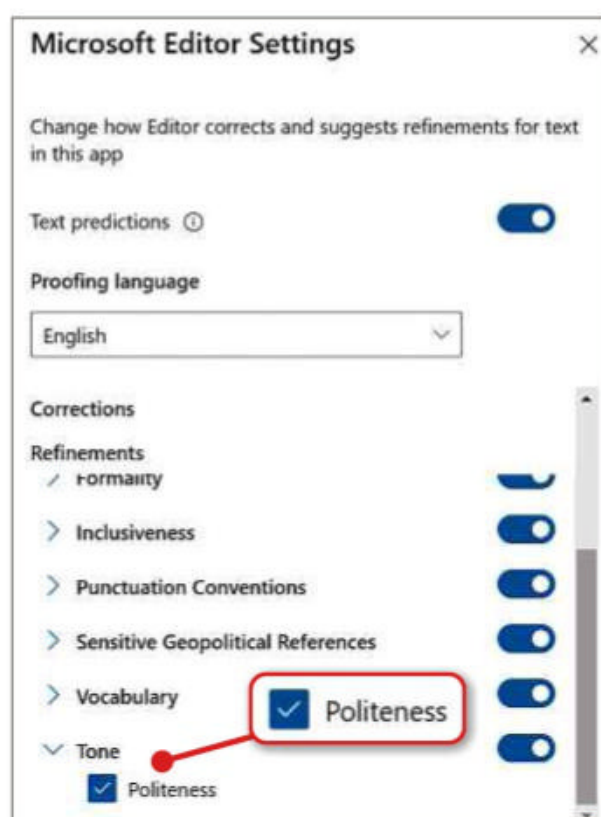 Microsoft Editor Settings
Change how Editor corrects and suggests refinements for text
in this app
Text predictions
Proofing language
English
Corrections
Refinements
Formality
Inclusiveness
Punctuation Conventions
Sensitive Geopolitical References
Vocabulary
Politeness
Tone
Politeness